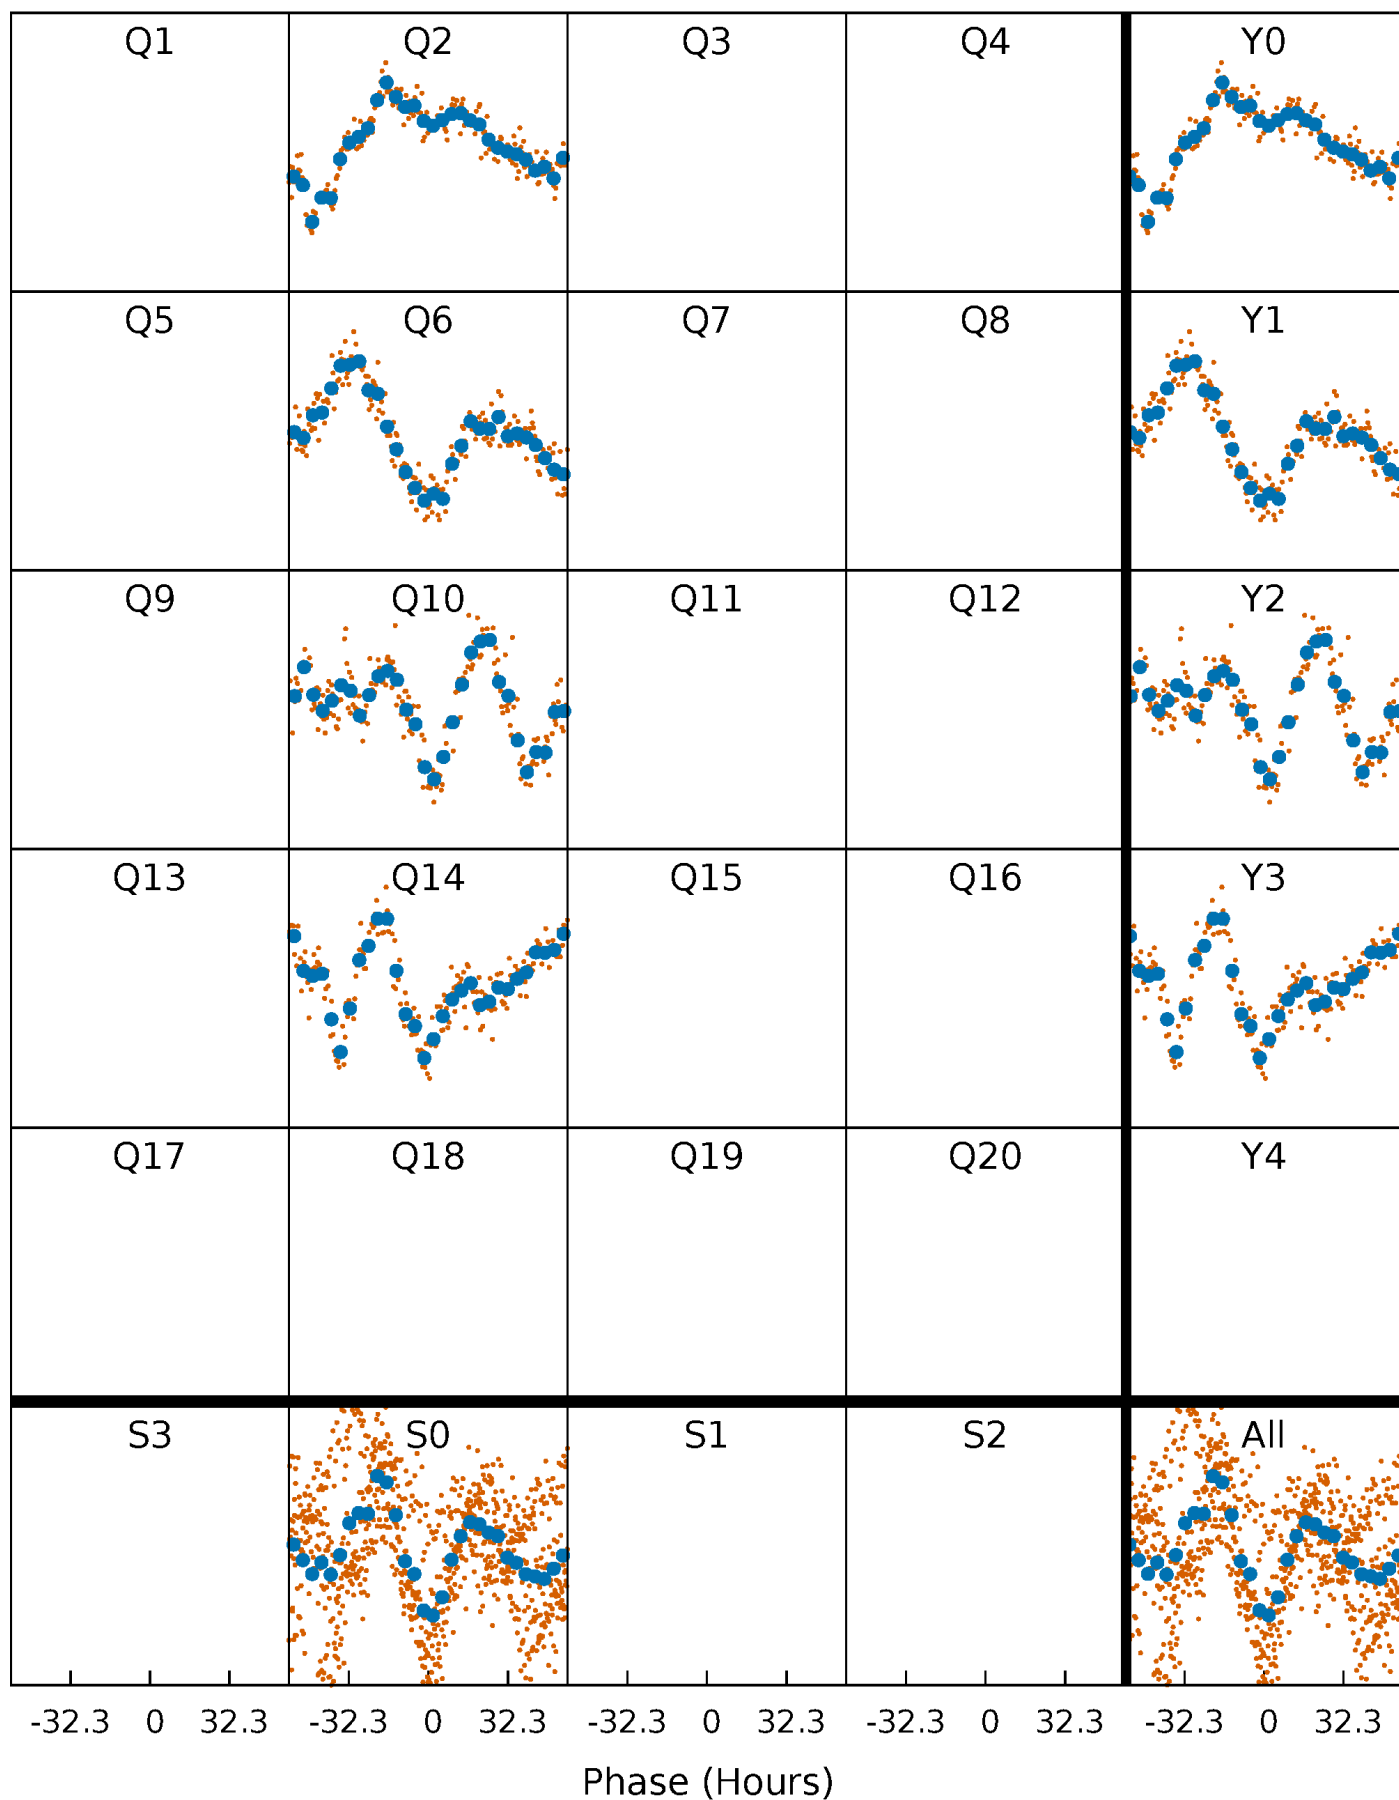 Q1 Q2 Q3 Q4 Y0
Q5 Q6 Q7 Q8 Y1
Q9 Q10 Q11 Q12 Y2
Q13 Q14 Q15 Q16 Y3
Q17 Q18 Q19 Q20 Y4
S3 S0 S1 S2 All
-32.3 0 32.3 -32.3 0 32.3 -32.3 0 32.3 -32.3 0 32.3 -32.3 0 32.3
Phase (Hours)